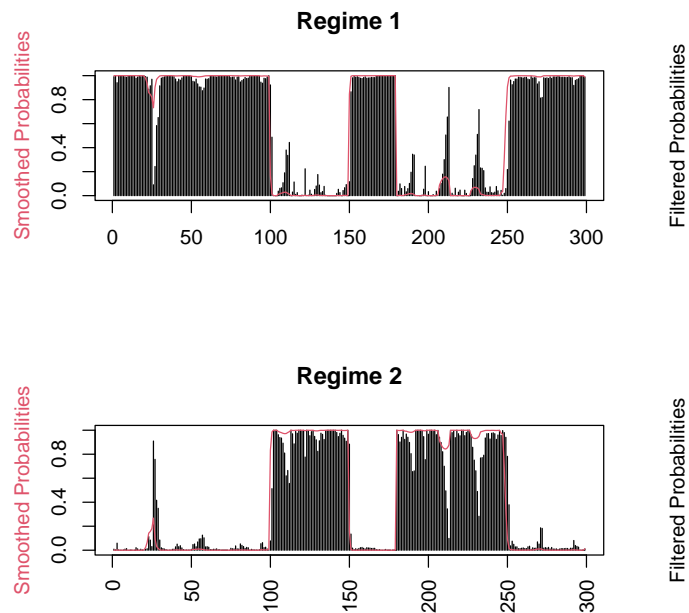 Regime 1
Smoothed Probabilities
Filtered Probabilities
0.8
0.4
0.0
0 50 100 150 200 250 300
Regime 2
Smoothed Probabilities
Filtered Probabilities
0.8
0.4
0.0
0 50 100 150 200 250 300